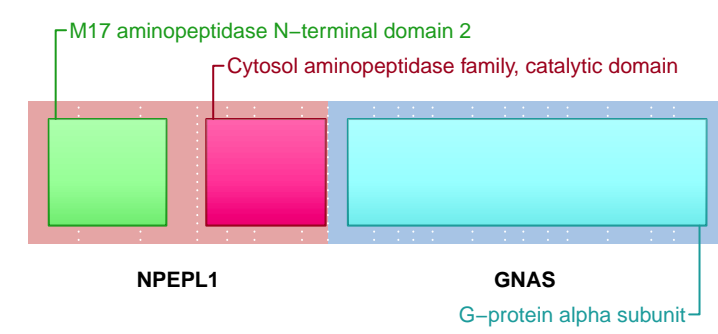 M17 aminopeptidase N−terminal domain 2
Cytosol aminopeptidase family, catalytic domain
NPEPL1 GNAS
G−protein alpha subunit